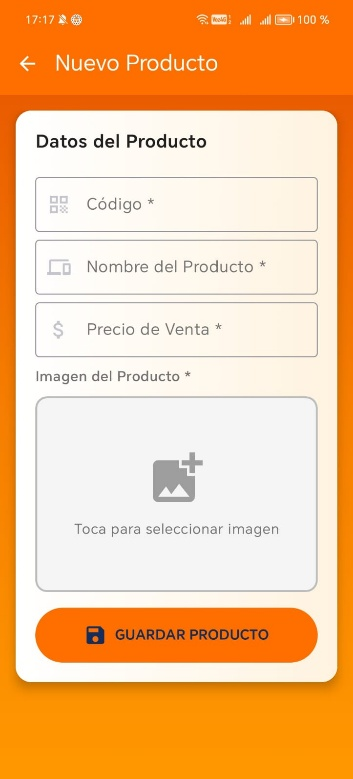 17:17
100 %
Nuevo Producto
Datos del Producto
Código *
Nombre del Producto *
Precio de Venta *
Imagen del Producto *
Toca para seleccionar imagen
GUARDAR PRODUCTO